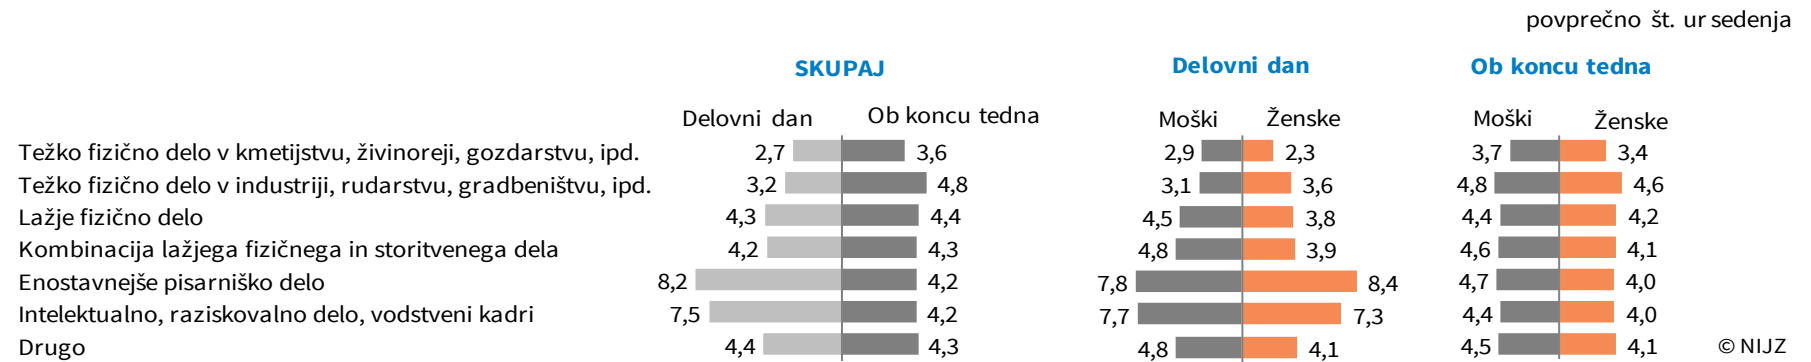 povprečno št. ur sedenja
SKUPAJ Delovni dan Ob koncu tedna
Delovni dan Ob koncu tedna Moški Ženske Moški Ženske
Težko fizično delo v kmetijstvu, živinoreji, gozdarstvu, ipd. 2,7 3,6 2,9 2,3 3,7 3,4
Težko fizično delo v industriji, rudarstvu, gradbeništvu, ipd. 3,2 4,8 3,1 3,6 4,8 4,6
Lažje fizično delo 4,3 4,4 4,5 3,8 4,4 4,2
Kombinacija lažjega fizičnega in storitvenega dela 4,2 4,3 4,8 3,9 4,6 4,1
Enostavnejše pisarniško delo 8,2 4,2 7,8 8,4 4,7 4,0
Intelektualno, raziskovalno delo, vodstveni kadri 7,5 4,2 7,7 7,3 4,4 4,0
Drugo 4,4 4,3 4,8 4,1 4,5 4,1 © NIJZ